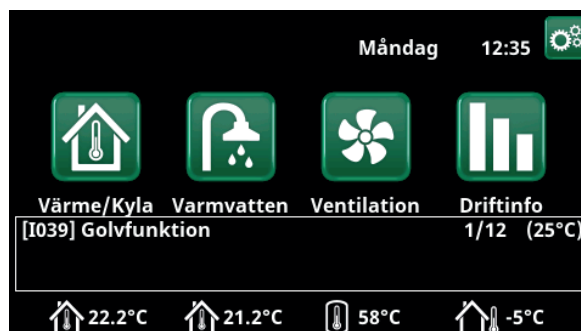 Måndag 12:35
Värme/Kyla Varmvatten Ventilation Driftinfo
[I039] Golvfunktion 1/12 (25°C)
22.2°C 21.2°C 58°C -5°C